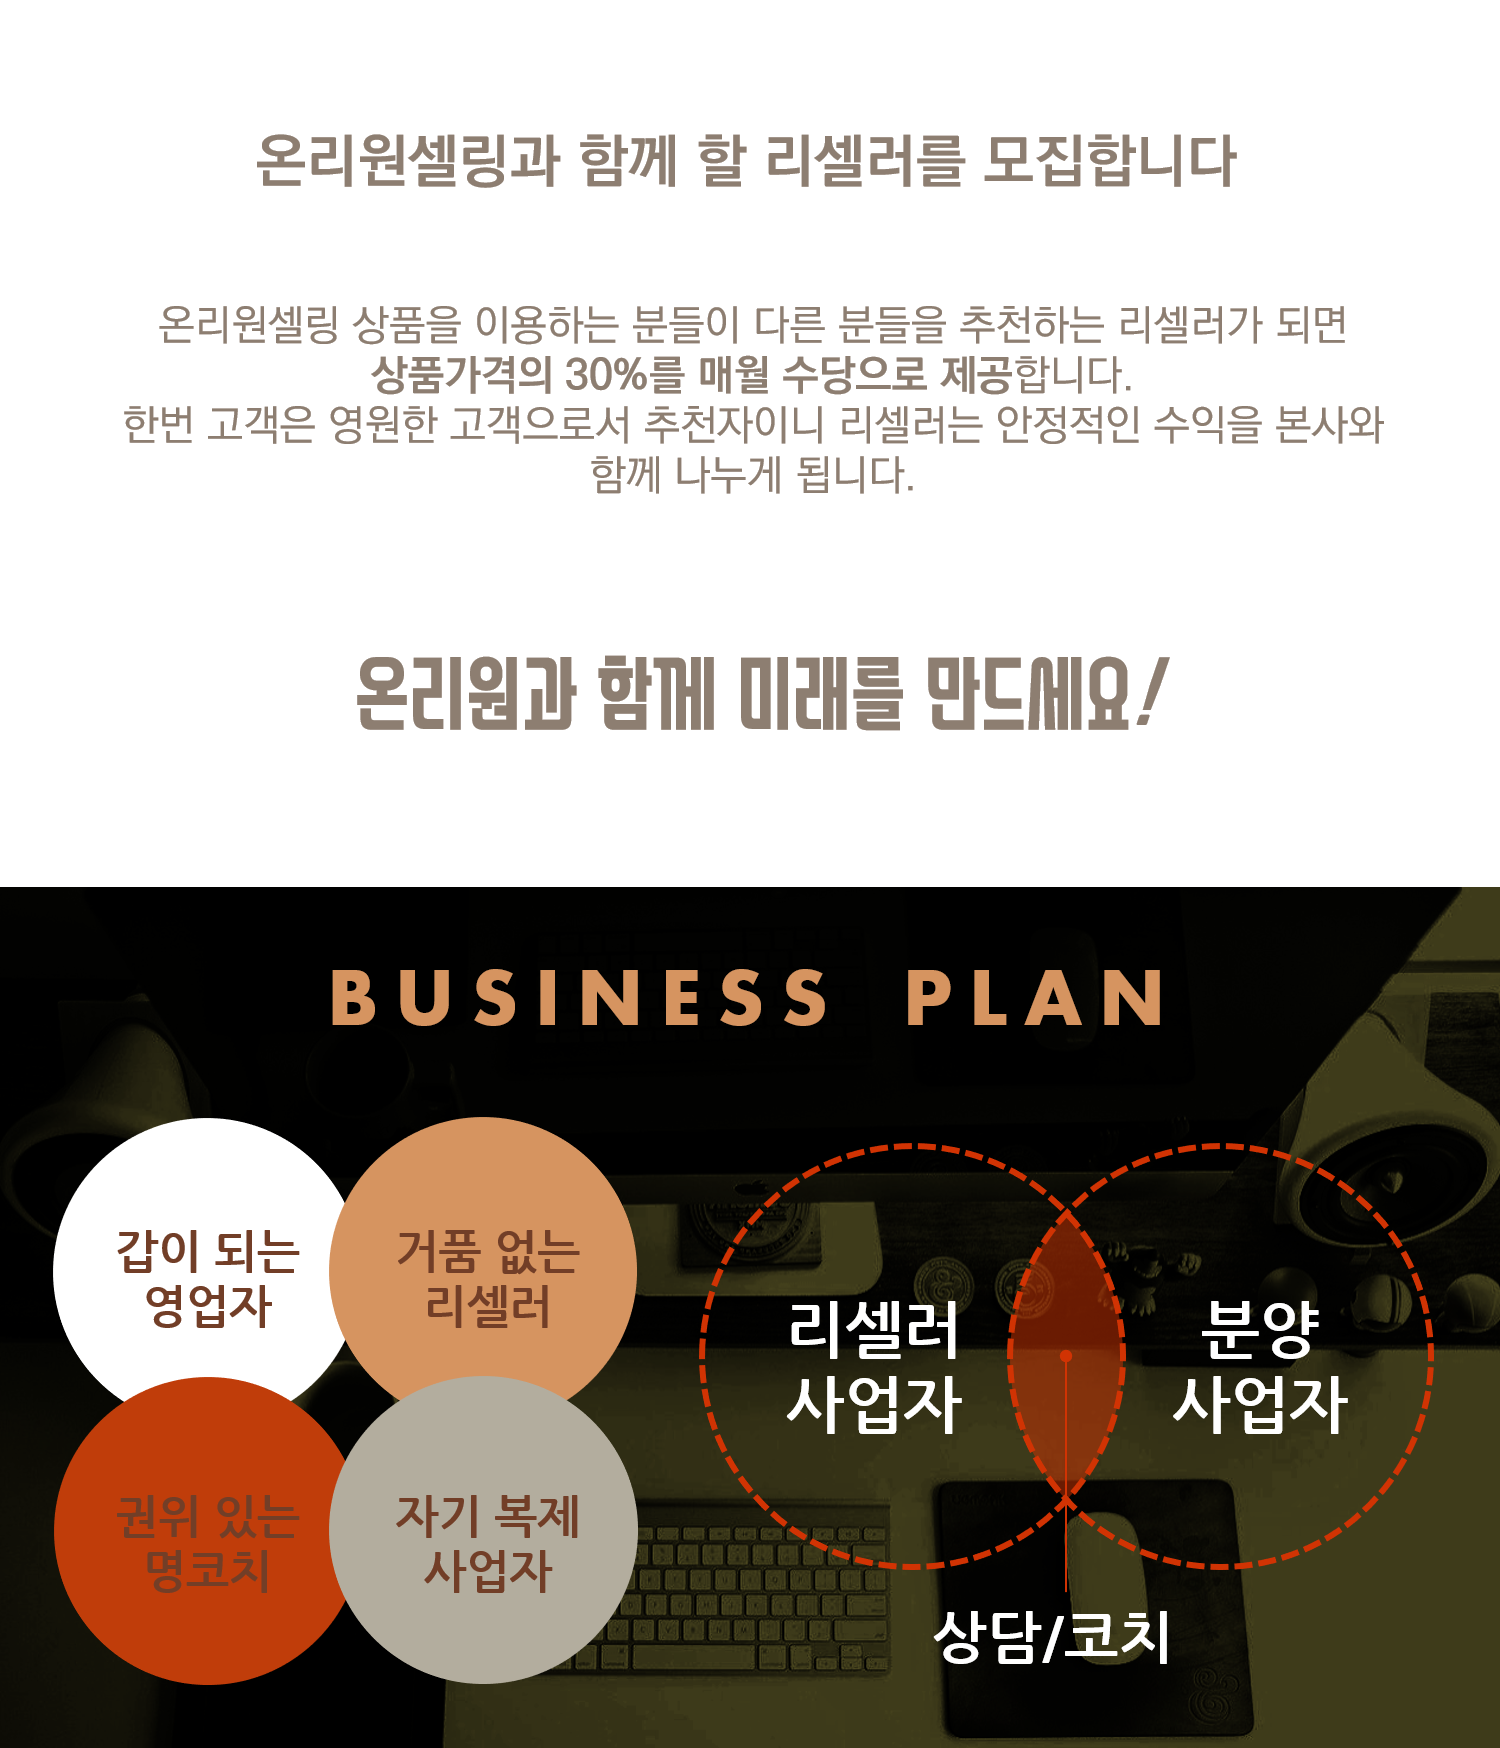 온리원셀링과 함께 할 리셀러를 모집합니다
온리원셀링 상품을 이용하는 분들이 다른 분들을 추천하는 리셀러가 되면
상품가격의 30%를 매월 수당으로 제공합니다.
한번 고객은 영원한 고객으로서 추천자이니 리셀러는 안정적인 수익을 본사와
함께 나누게 됩니다.
온리원과 함께 미래를 만드세요!
BUSINESS PLAN
갑이 되는
영업자
거품 없는
리셀러
권위 있는
명코치
자기 복제
사업자
리셀러
사업자
분양
사업자
상담/코치